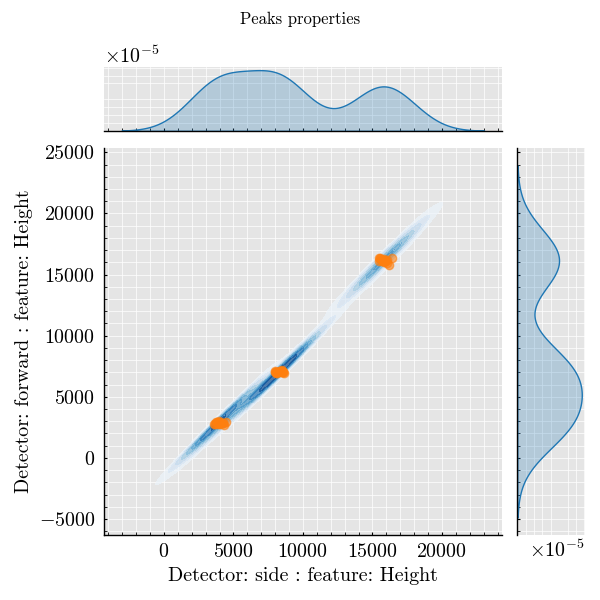 Peaks properties
×10⁻⁵
25000
20000
15000
10000
5000
0
−5000
Detector: forward : feature: Height
0 5000 10000 15000 20000
×10⁻⁵
Detector: side : feature: Height